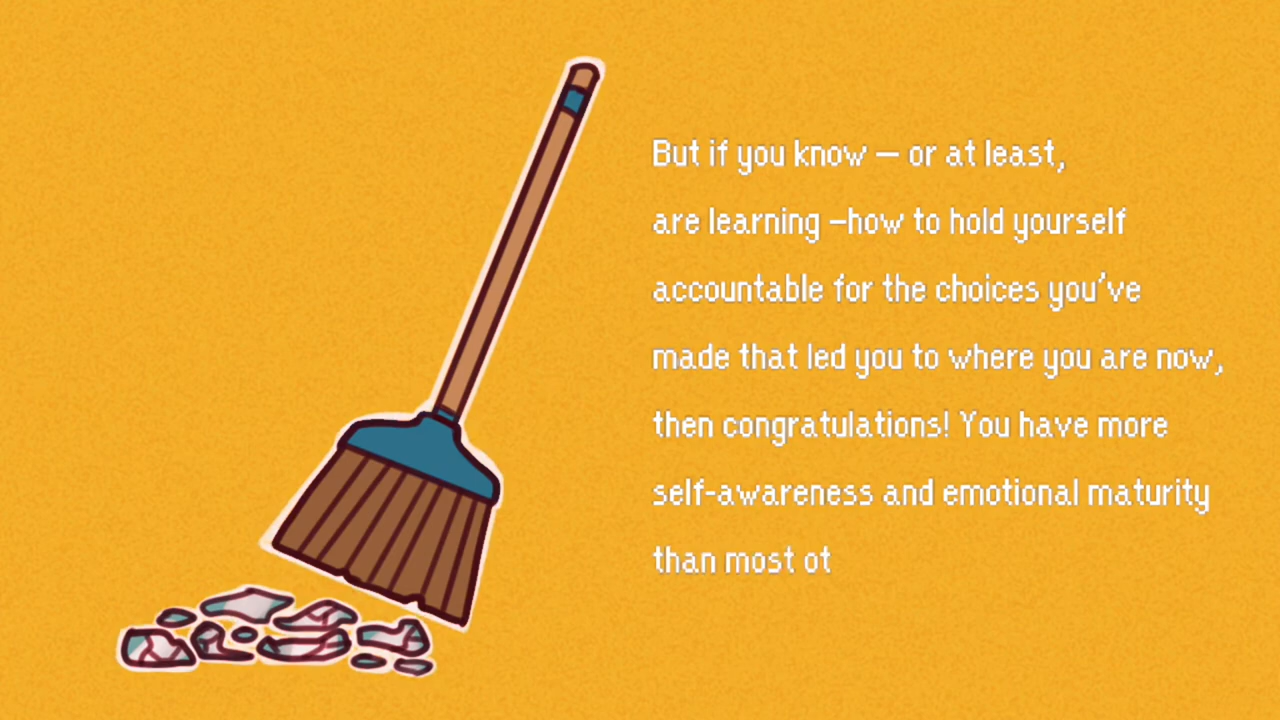 But if you know — or at least,
are learning –how to hold yourself
accountable for the choices you've
made that led you to where you are now,
then congratulations! You have more
self-awareness and emotional maturity
than most ot